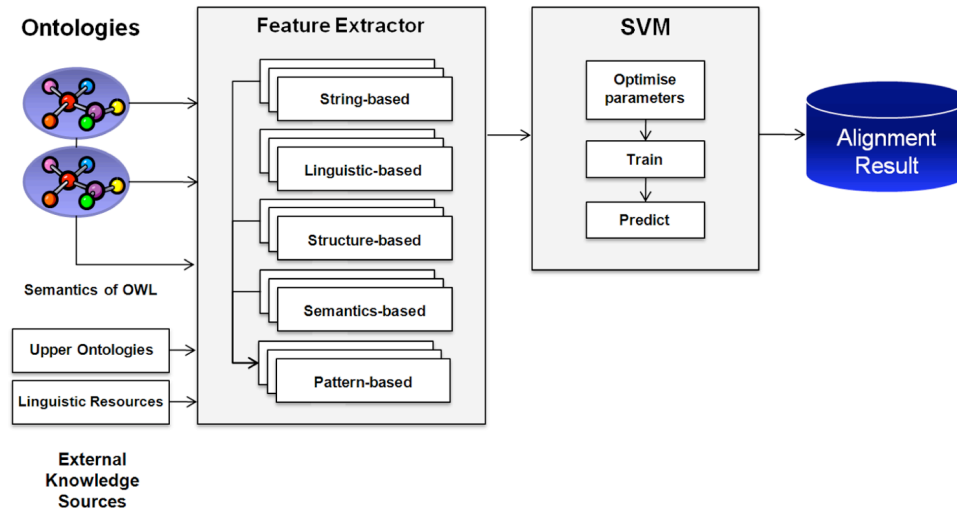 Ontologies
Semantics of OWL
Upper Ontologies
Linguistic Resources
External
Knowledge
Sources
Feature Extractor
String-based
Linguistic-based
Structure-based
Semantics-based
Pattern-based
SVM
Optimise
parameters
Train
Predict
Alignment
Result